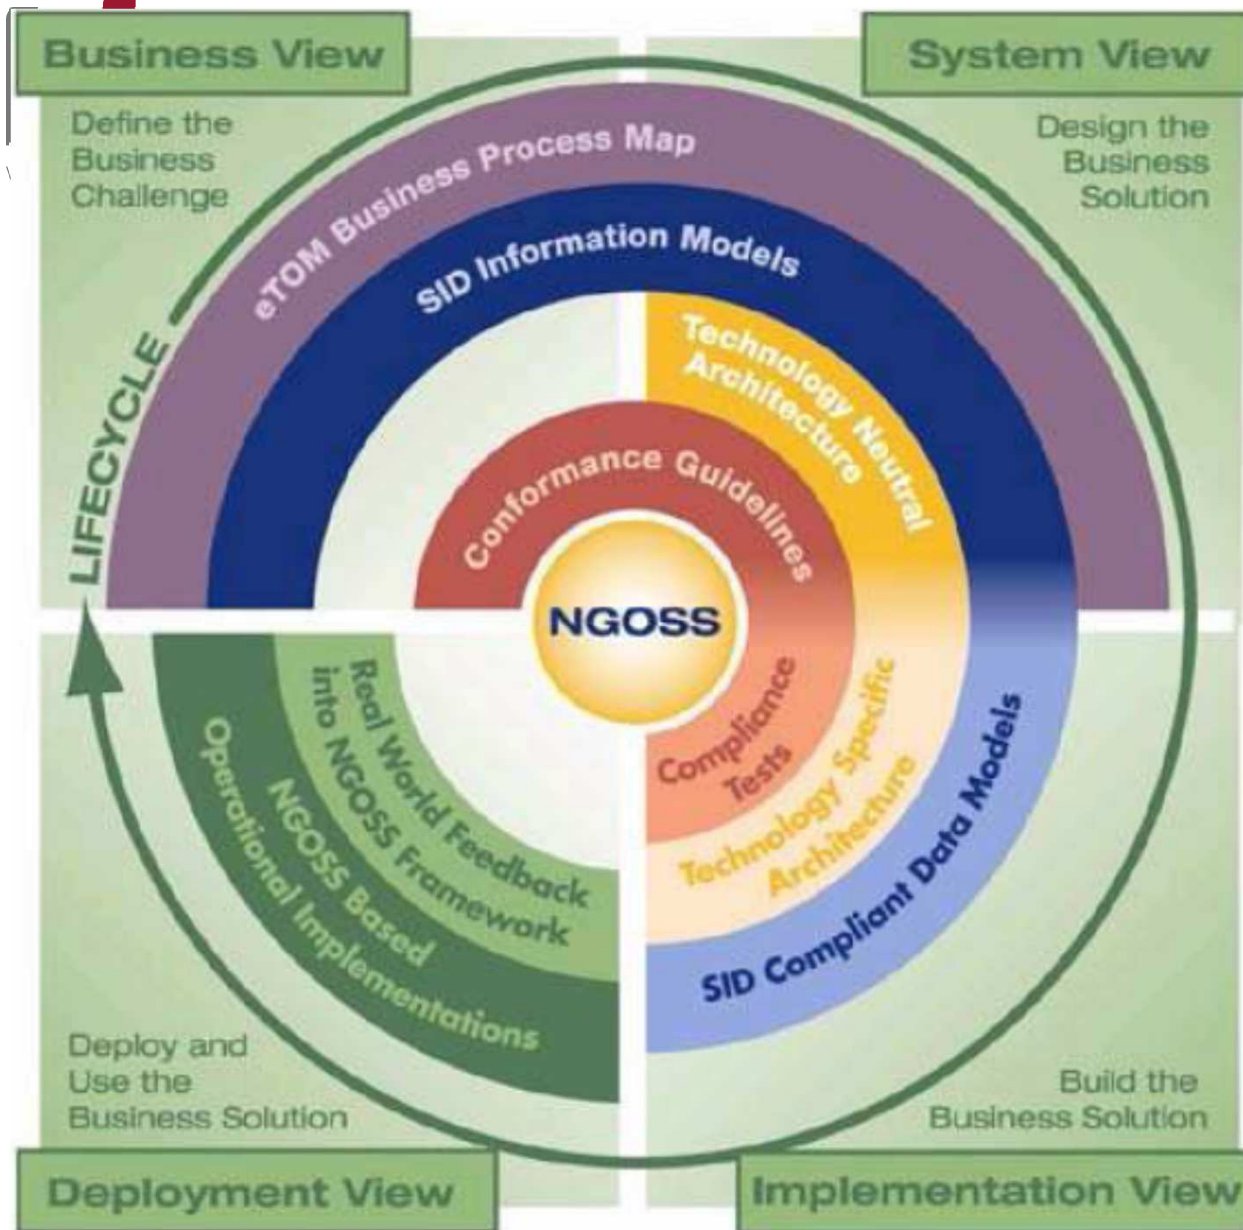 Business View
System View
Define the
Business
Challenge
Design the
Business
Solution
LIFECYCLE
eTOM Business Process Map
SID Information Models
Technology Neutral
Architecture
Conformance Guidelines
NGOSS
Compliance
Tests
Technology Specific
Architecture
SID Compliant Data Models
Real World Feedback
into NGOSS Framework
NGOSS Based
Operational Implementations
Deploy and
Use the
Business Solution
Build the
Business Solution
Deployment View
Implementation View